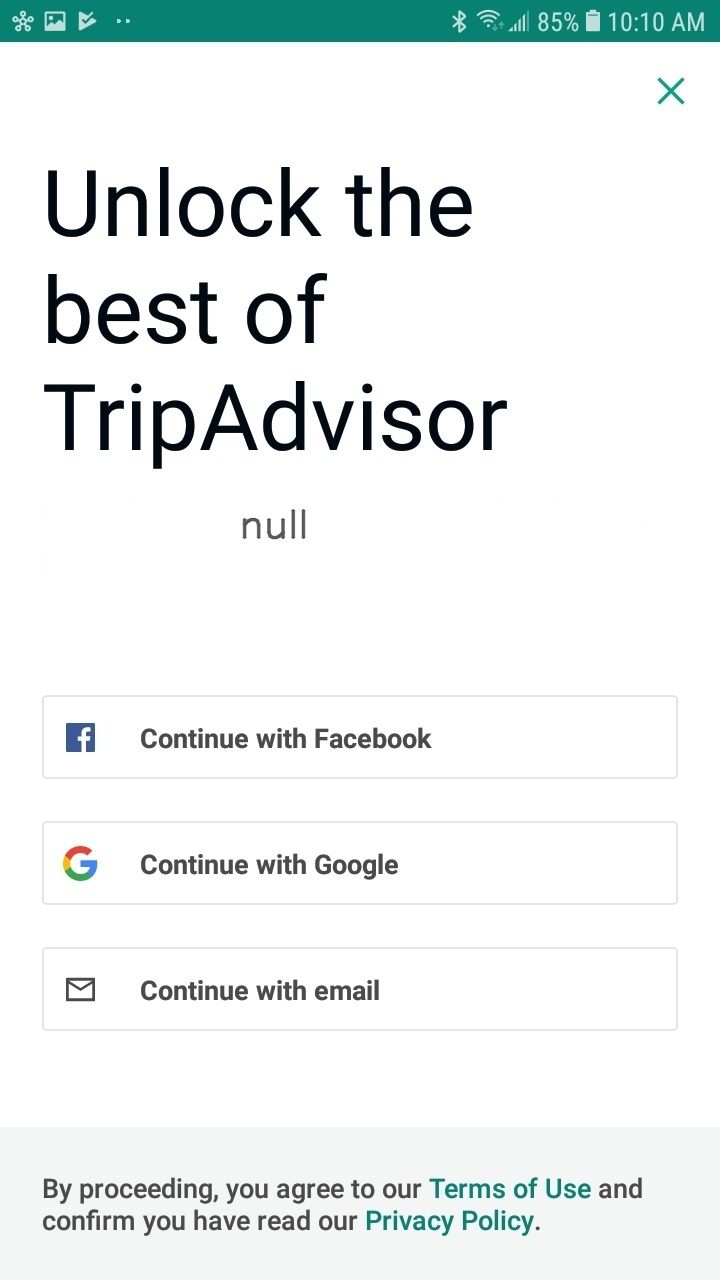 85% 10:10 AM
Unlock the
best of
TripAdvisor
null
Continue with Facebook
Continue with Google
Continue with email
By proceeding, you agree to our Terms of Use and
confirm you have read our Privacy Policy.